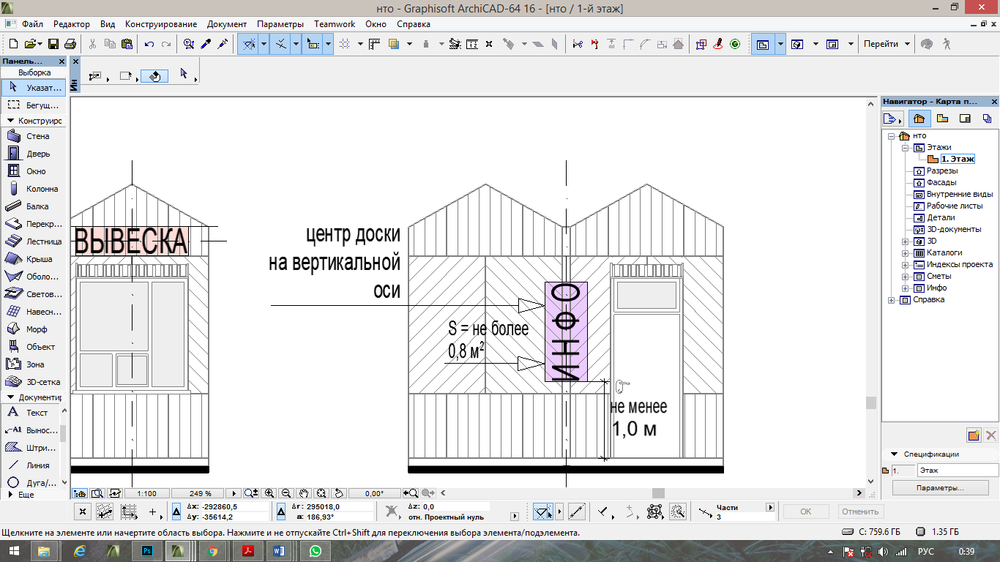 нто - Graphisoft ArchiCAD-64 16 - [нто / 1-й этаж]
Файл Редактор Вид Конструирование Документ Параметры Teamwork Окно Справка
Перейти
Панель...
Выборка
Указат...
Бегущ...
Конструирс
Стена
Дверь
Окно
Колонна
Балка
Перекр...
Лестница
Крыша
Оболо...
Светов...
Навесн...
Морф
Объект
Зона
3D-сетка
Документир
Текст
Вынос...
Штри...
Линия
Дуга/...
Еще
Ин
ВЫВЕСКА
центр доски
на вертикальной
оси
S = не более
0,8 м²
ИНФО
не менее
1,0 м
Навигатор - Карта п...
нто
Этажи
1. Этаж
Разрезы
Фасады
Внутренние виды
Рабочие листы
Детали
3D-документы
3D
Каталоги
Индексы проекта
Сметы
Инфо
Справка
Спецификации
1. Этаж
Параметры...
1:100 249 % 0,00°
Δx: -292860,5 Δr: 295018,0 Δz: 0,0
Δy: -35614,2 a: 186,93° отн. Проектный нуль
Части
3
ОК Отменить
Щелкните на элементе или начертите область выбора. Нажмите и не отпускайте Ctrl+Shift для переключения выбора элемента/подэлемента.
C: 759.6 ГБ 1.35 ГБ
РУС 0:39